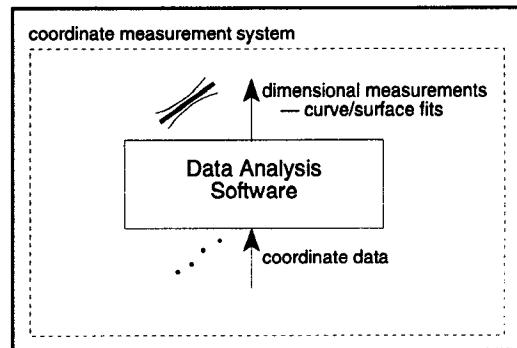 coordinate measurement system
dimensional measurements
— curve/surface fits
Data Analysis
Software
coordinate data